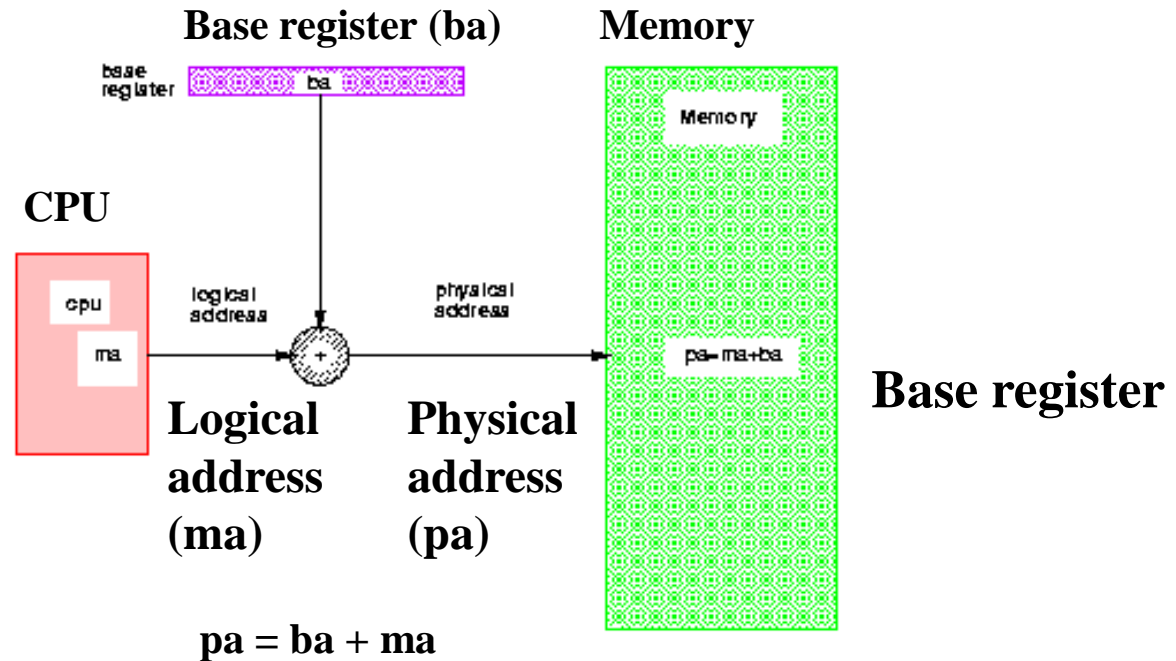 Base register (ba)
Memory
base
register
ba
Memory
CPU
cpu
ma
logical
address
+
physical
address
pa=ma+ba
Base register
Logical
address
(ma)
Physical
address
(pa)
pa = ba + ma